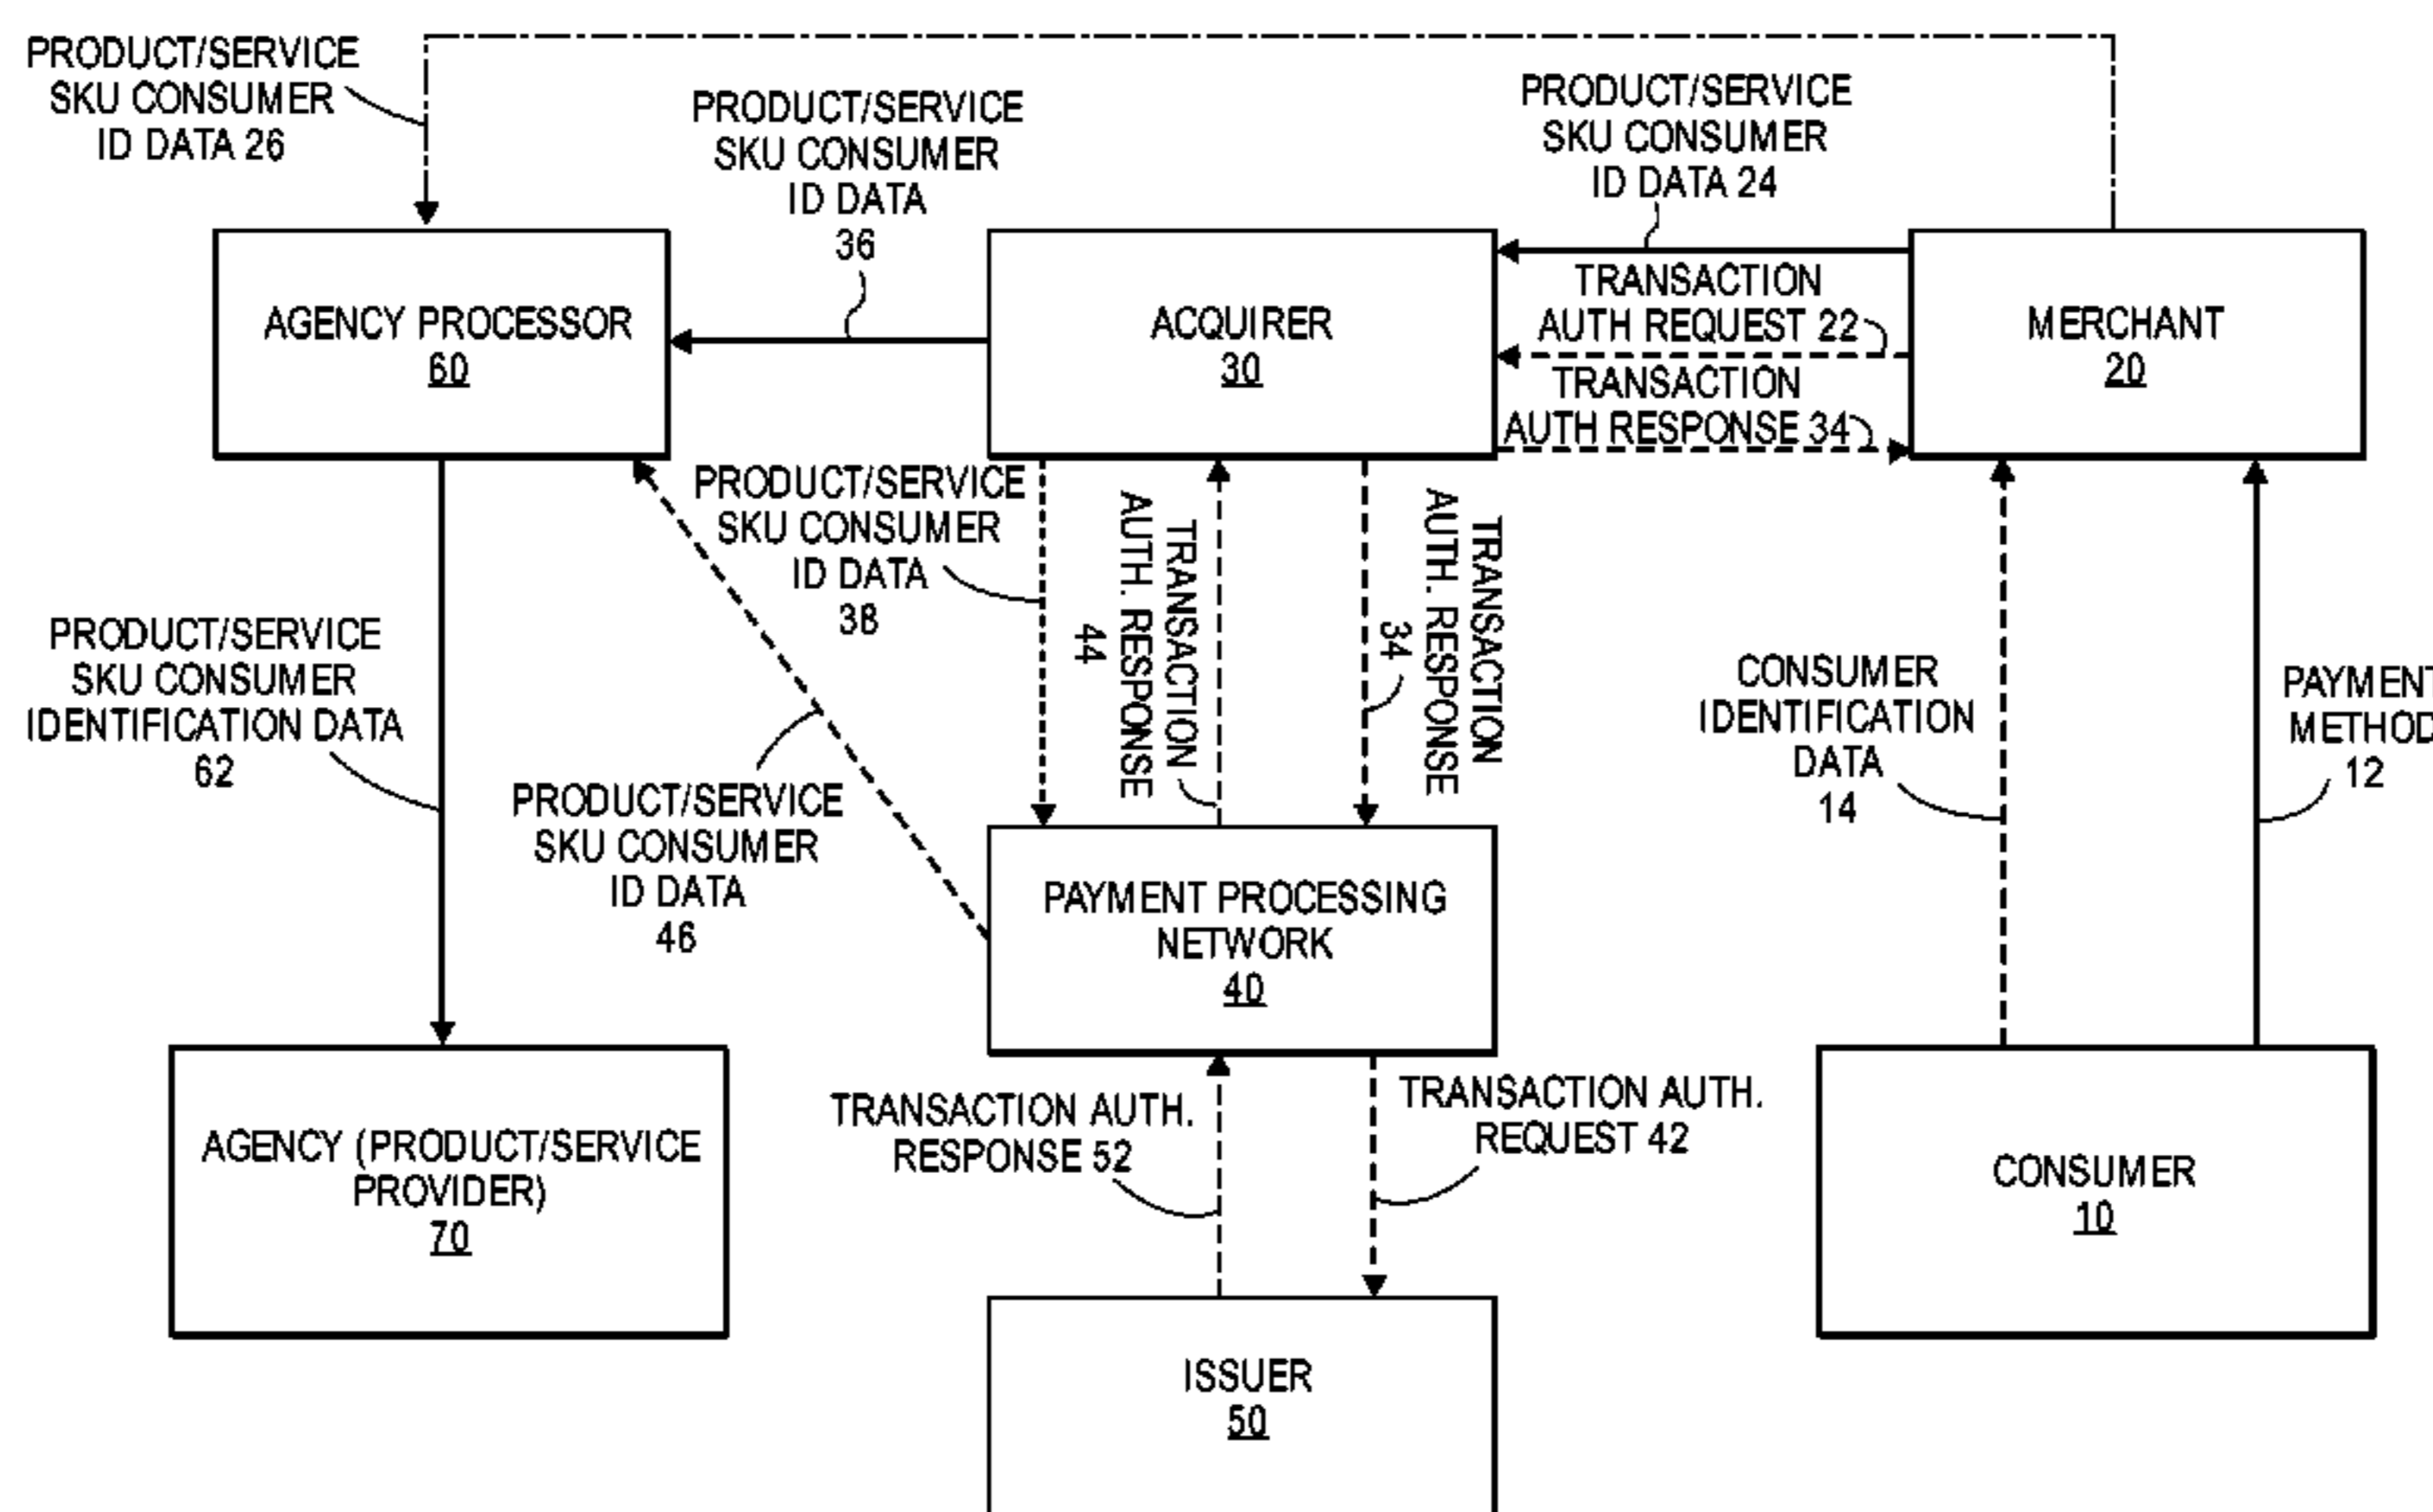 PRODUCT/SERVICE
SKU CONSUMER
ID DATA 26
PRODUCT/SERVICE
SKU CONSUMER
ID DATA
36
PRODUCT/SERVICE
SKU CONSUMER
ID DATA 24
AGENCY PROCESSOR
60
ACQUIRER
30
TRANSACTION
AUTH REQUEST 22
TRANSACTION
AUTH RESPONSE 34
MERCHANT
20
PRODUCT/SERVICE
SKU CONSUMER
ID DATA
38
TRANSACTION
AUTH. RESPONSE
44
TRANSACTION
AUTH. RESPONSE
34
PRODUCT/SERVICE
SKU CONSUMER
IDENTIFICATION DATA
62
PRODUCT/SERVICE
SKU CONSUMER
ID DATA
46
CONSUMER
IDENTIFICATION
DATA
14
PAYMENT
METHOD
12
PAYMENT PROCESSING
NETWORK
40
AGENCY (PRODUCT/SERVICE
PROVIDER)
70
TRANSACTION AUTH.
RESPONSE 52
TRANSACTION AUTH.
REQUEST 42
CONSUMER
10
ISSUER
50